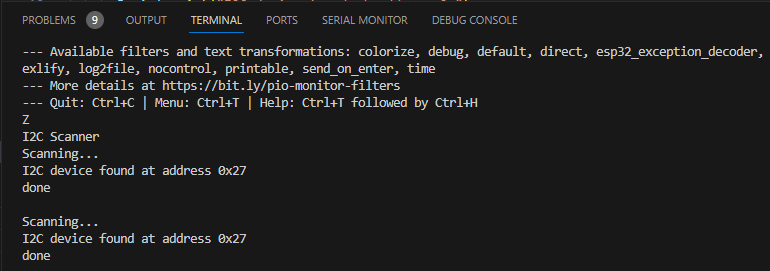 PROBLEMS 9 OUTPUT TERMINAL PORTS SERIAL MONITOR DEBUG CONSOLE
--- Available filters and text transformations: colorize, debug, default, direct, esp32_exception_decoder,
exlify, log2file, nocontrol, printable, send_on_enter, time
--- More details at https://bit.ly/pio-monitor-filters
--- Quit: Ctrl+C | Menu: Ctrl+T | Help: Ctrl+T followed by Ctrl+H
Z
I2C Scanner
Scanning...
I2C device found at address 0x27
done
Scanning...
I2C device found at address 0x27
done